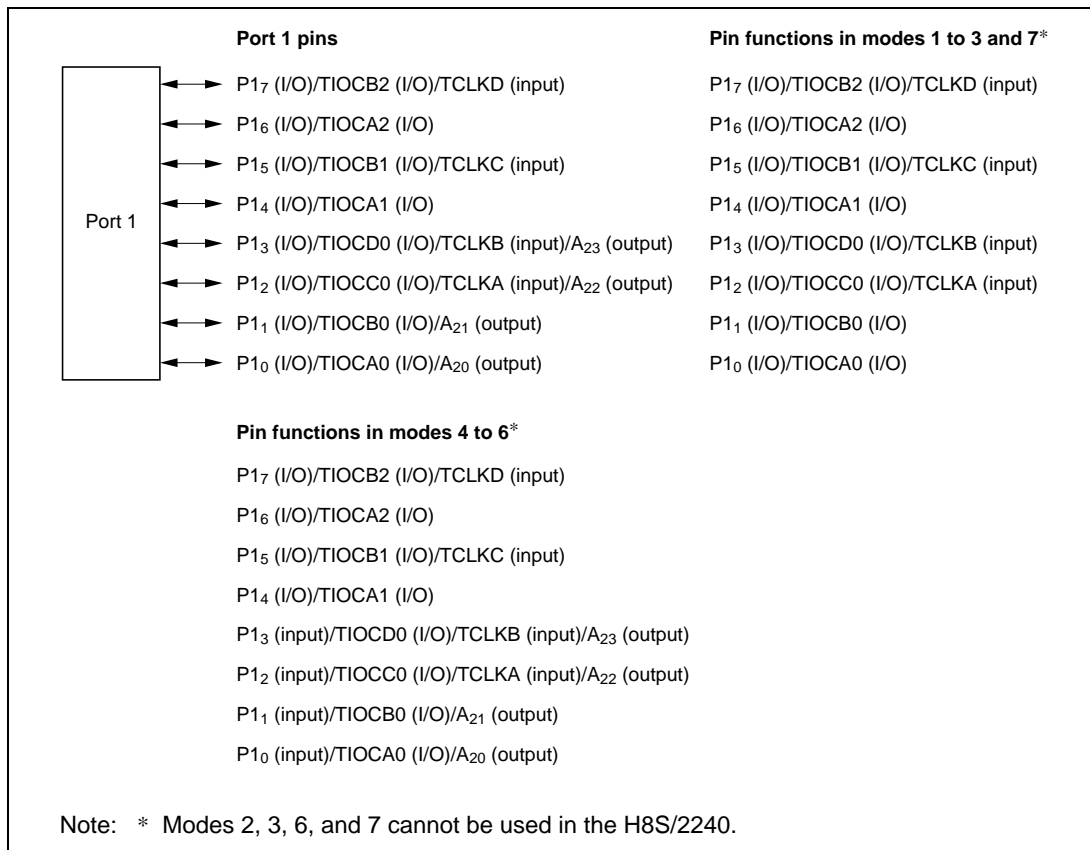 Port 1 pins
Pin functions in modes 1 to 3 and 7*
Port 1
P1₇ (I/O)/TIOCB2 (I/O)/TCLKD (input)
P1₇ (I/O)/TIOCB2 (I/O)/TCLKD (input)
P1₆ (I/O)/TIOCA2 (I/O)
P1₆ (I/O)/TIOCA2 (I/O)
P1₅ (I/O)/TIOCB1 (I/O)/TCLKC (input)
P1₅ (I/O)/TIOCB1 (I/O)/TCLKC (input)
P1₄ (I/O)/TIOCA1 (I/O)
P1₄ (I/O)/TIOCA1 (I/O)
P1₃ (I/O)/TIOCD0 (I/O)/TCLKB (input)/A₂₃ (output)
P1₃ (I/O)/TIOCD0 (I/O)/TCLKB (input)
P1₂ (I/O)/TIOCC0 (I/O)/TCLKA (input)/A₂₂ (output)
P1₂ (I/O)/TIOCC0 (I/O)/TCLKA (input)
P1₁ (I/O)/TIOCB0 (I/O)/A₂₁ (output)
P1₁ (I/O)/TIOCB0 (I/O)
P1₀ (I/O)/TIOCA0 (I/O)/A₂₀ (output)
P1₀ (I/O)/TIOCA0 (I/O)
Pin functions in modes 4 to 6*
P1₇ (I/O)/TIOCB2 (I/O)/TCLKD (input)
P1₆ (I/O)/TIOCA2 (I/O)
P1₅ (I/O)/TIOCB1 (I/O)/TCLKC (input)
P1₄ (I/O)/TIOCA1 (I/O)
P1₃ (input)/TIOCD0 (I/O)/TCLKB (input)/A₂₃ (output)
P1₂ (input)/TIOCC0 (I/O)/TCLKA (input)/A₂₂ (output)
P1₁ (input)/TIOCB0 (I/O)/A₂₁ (output)
P1₀ (input)/TIOCA0 (I/O)/A₂₀ (output)
Note: * Modes 2, 3, 6, and 7 cannot be used in the H8S/2240.